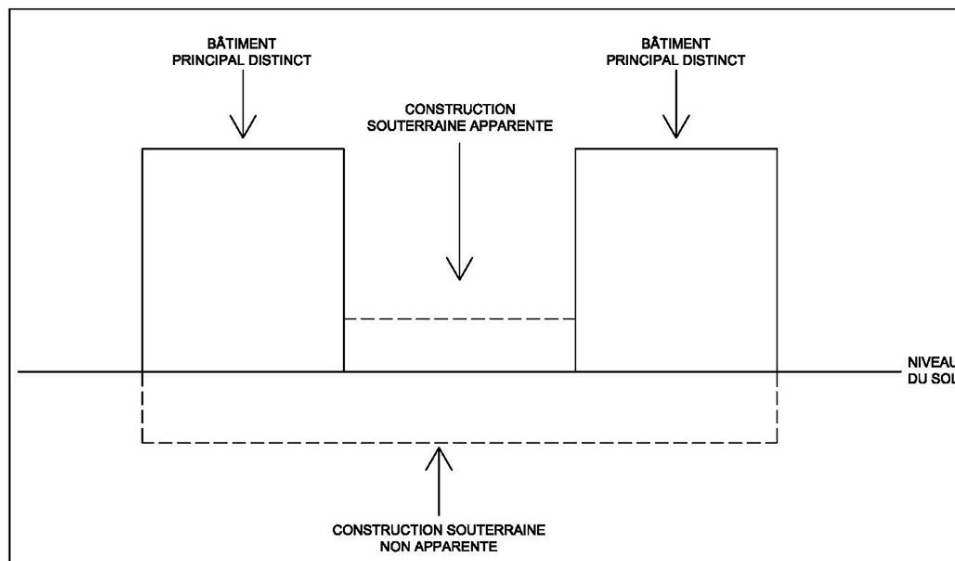 BÂTIMENT
PRINCIPAL DISTINCT
BÂTIMENT
PRINCIPAL DISTINCT
CONSTRUCTION
SOUTERRAINE APPARENTE
NIVEAU
DU SOL
CONSTRUCTION SOUTERRAINE
NON APPARENTE